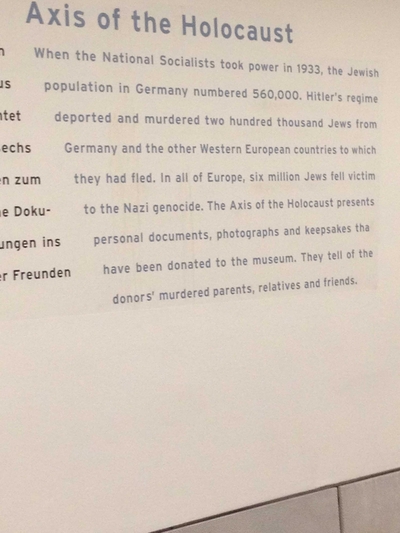 Axis of the Holocaust
When the National Socialists took power in 1933, the Jewish
population in Germany numbered 560,000. Hitler's regime
deported and murdered two hundred thousand Jews from
Germany and the other Western European countries to which
they had fled. In all of Europe, six million Jews fell victim
to the Nazi genocide. The Axis of the Holocaust presents
personal documents, photographs and keepsakes tha
have been donated to the museum. They tell of the
donors' murdered parents, relatives and friends.
n
us
htet
echs
en zum
e Doku-
ungen ins
er Freunden